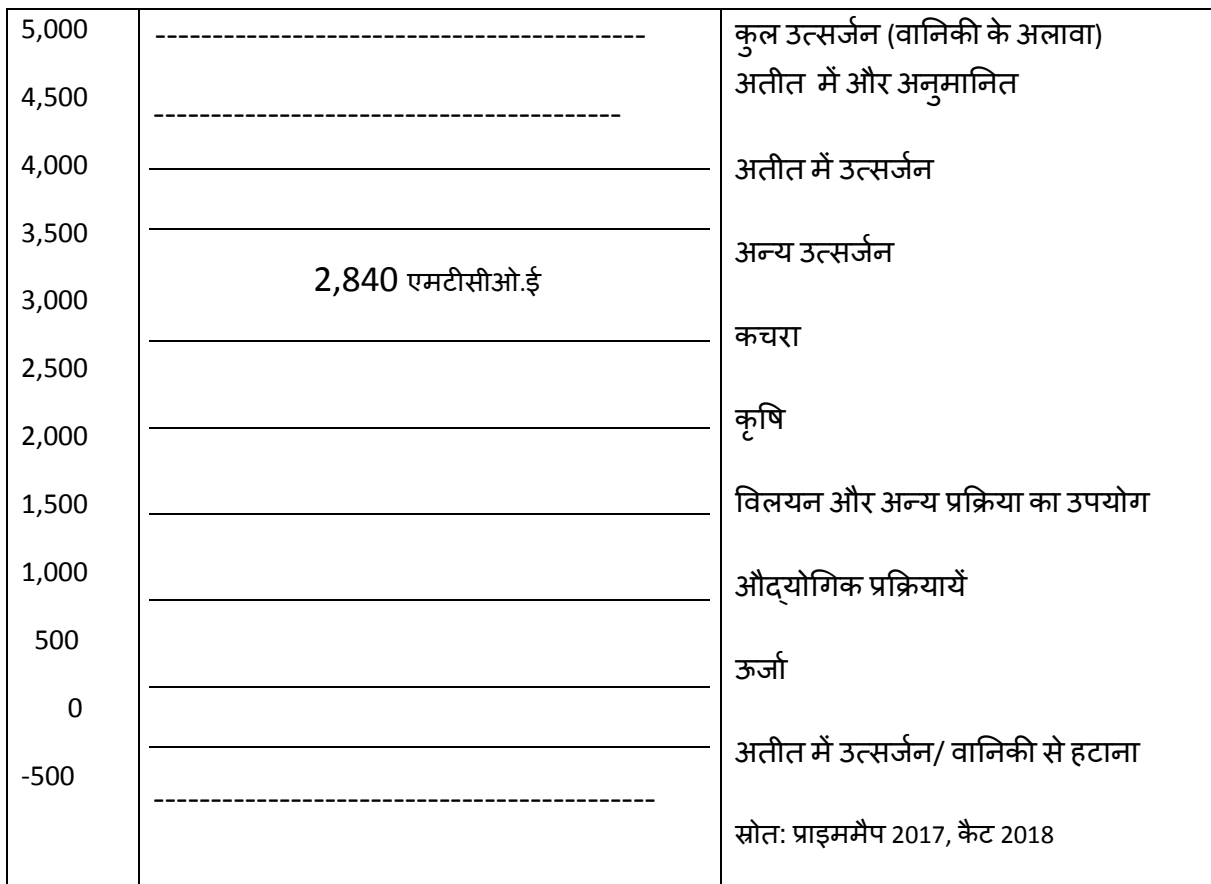 5,000
4,500
4,000
3,500
3,000
2,500
2,000
1,500
1,000
500
0
-500
2,840 एमटीसीओ.ई
कुल उत्सर्जन (वानिकी के अलावा)
अतीत में और अनुमानित
अतीत में उत्सर्जन
अन्य उत्सर्जन
कचरा
कृषि
विलयन और अन्य प्रक्रिया का उपयोग
औद्योगिक प्रक्रियायें
ऊर्जा
अतीत में उत्सर्जन/ वानिकी से हटाना
स्रोत: प्राइममैप 2017, कैट 2018